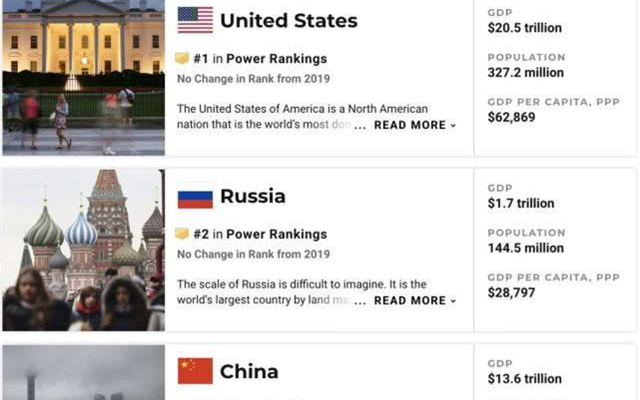 United States
#1 in Power Rankings
No Change in Rank from 2019
The United States of America is a North American
nation that is the world's most don... READ MORE
GDP
$20.5 trillion
POPULATION
327.2 million
GDP PER CAPITA, PPP
$62,869
Russia
#2 in Power Rankings
No Change in Rank from 2019
The scale of Russia is difficult to imagine. It is the
world's largest country by land ma... READ MORE
GDP
$1.7 trillion
POPULATION
144.5 million
GDP PER CAPITA, PPP
$28,797
China
GDP
$13.6 trillion